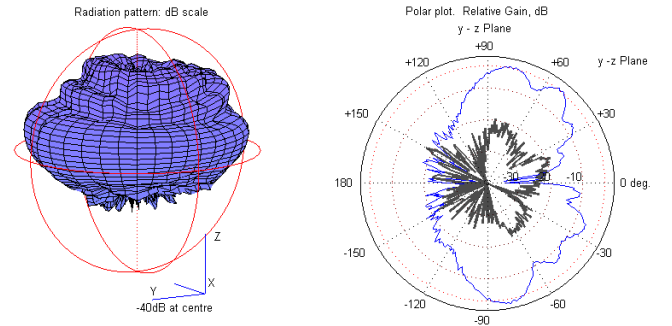 Radiation pattern: dB scale
Z
Y
X
-40dB at centre
Polar plot. Relative Gain, dB
y - z Plane
+90
y -z Plane
+120
+60
+150
+30
180
-30
-20
-10
0 deg.
-150
-30
-120
-60
-90